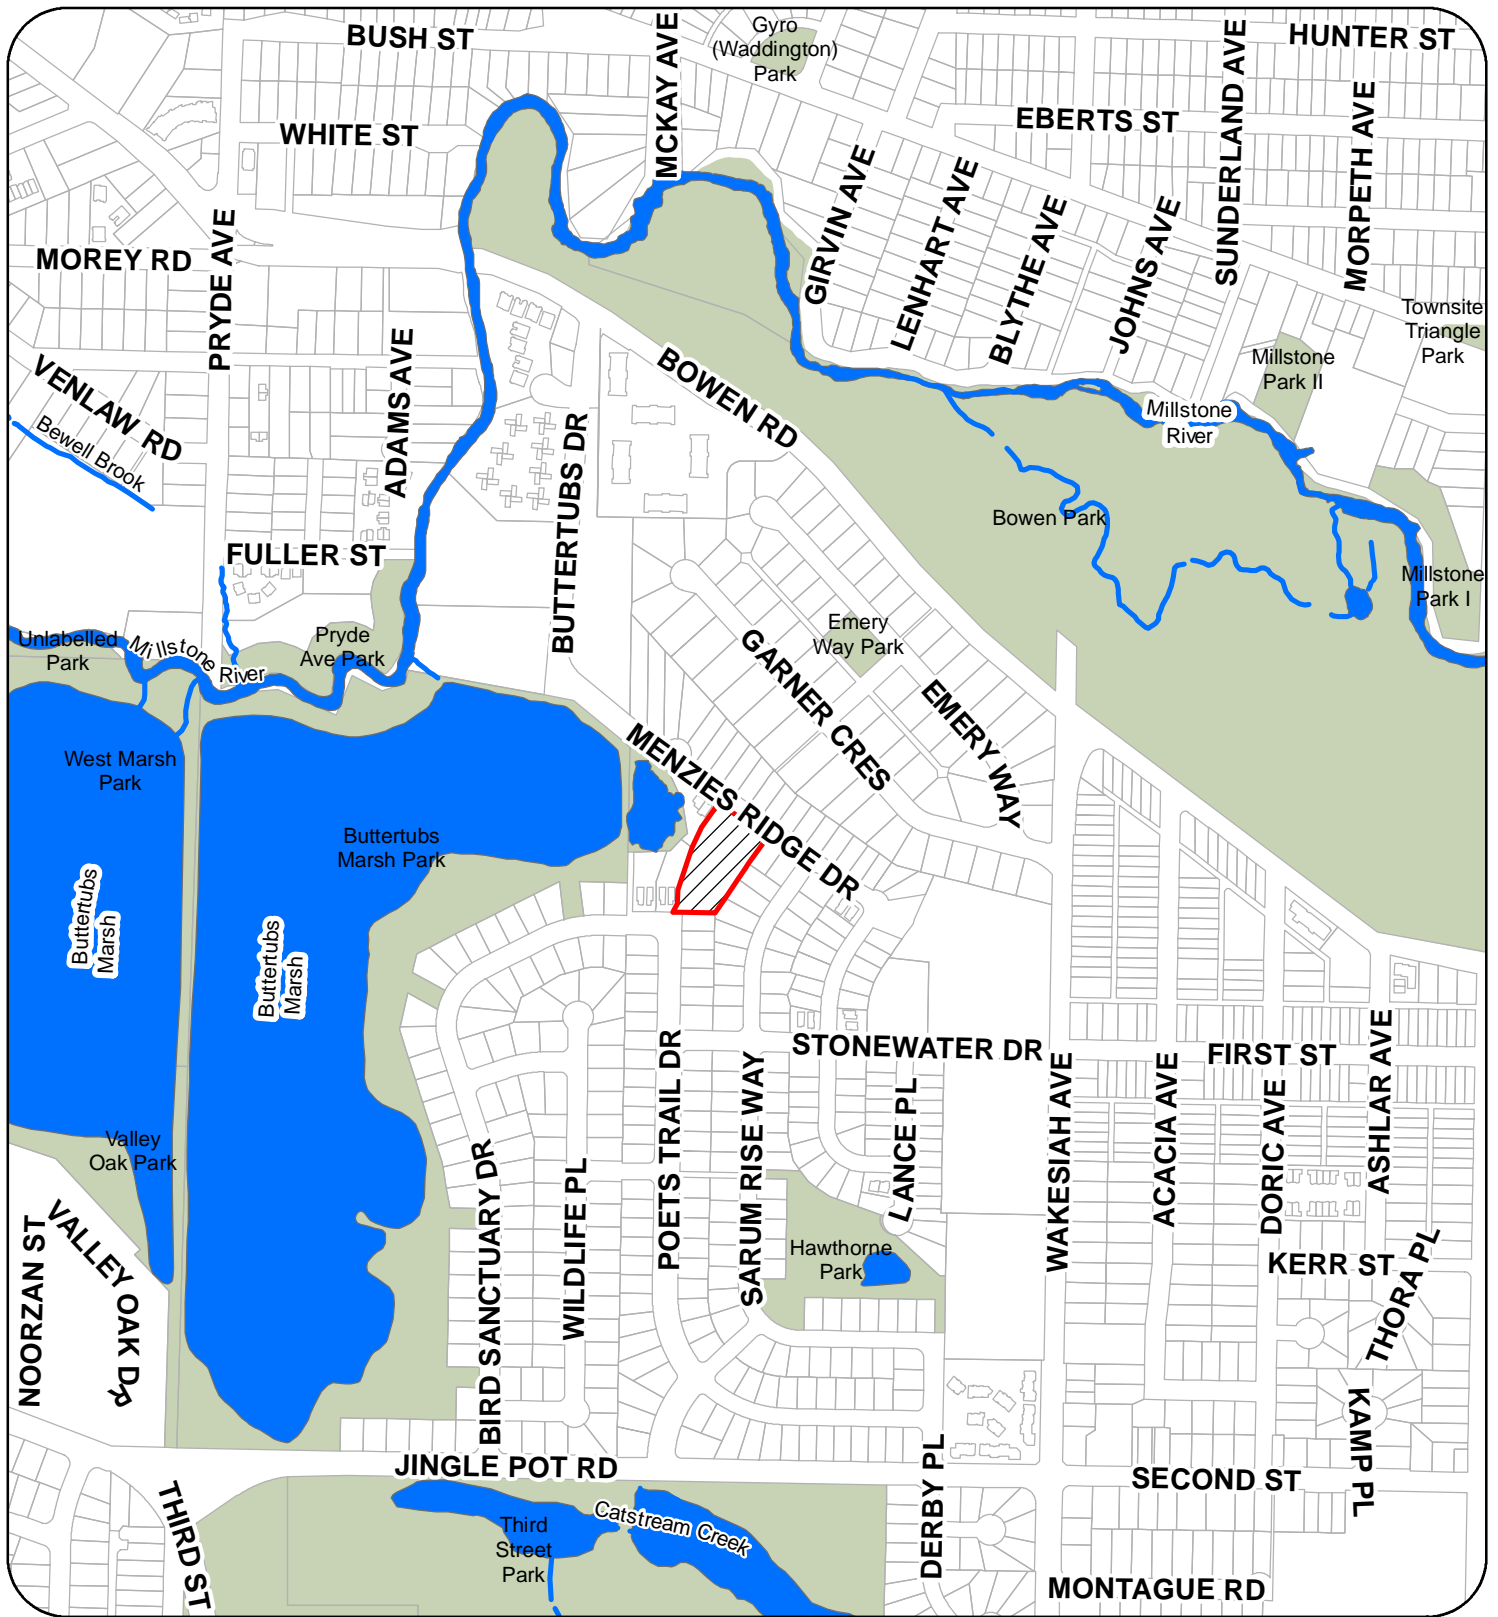 BUSH ST
MCKAY AVE
Gyro
(Waddington)
Park
SUNDERLAND AVE
HUNTER ST
WHITE ST
EBERTS ST
MORPETH AVE
GIRVIN AVE
LENHART AVE
BLYTHE AVE
JOHNS AVE
MOREY RD
PRYDE AVE
Townsite
Triangle
Park
Millstone
Park II
VENLAW RD
ADAMS AVE
BOWEN RD
Millstone
River
Bewell Brook
BUTTERTUBS DR
Bowen Park
FULLER ST
Millstone
Park I
Unlabelled
Park
Millstone River
Pryde
Ave Park
Emery
Way Park
GARNER CRES
EMERY WAY
West Marsh
Park
MENZIES RIDGE DR
Buttertubs
Marsh Park
Buttertubs
Marsh
Buttertubs
Marsh
POETS TRAIL DR
STONEWATER DR
FIRST ST
ASHLAR AVE
SARUM RISE WAY
LANCE PL
WAKESIAH AVE
ACACIA AVE
DORIC AVE
Valley
Oak Park
BIRD SANCTUARY DR
WILDLIFE PL
NOORZAN ST
VALLEY OAK DR
Hawthorne
Park
KERR ST
THORA PL
KAMP PL
JINGLE POT RD
DERBY PL
SECOND ST
THIRD ST
Third
Street
Park
Catstream Creek
MONTAGUE RD